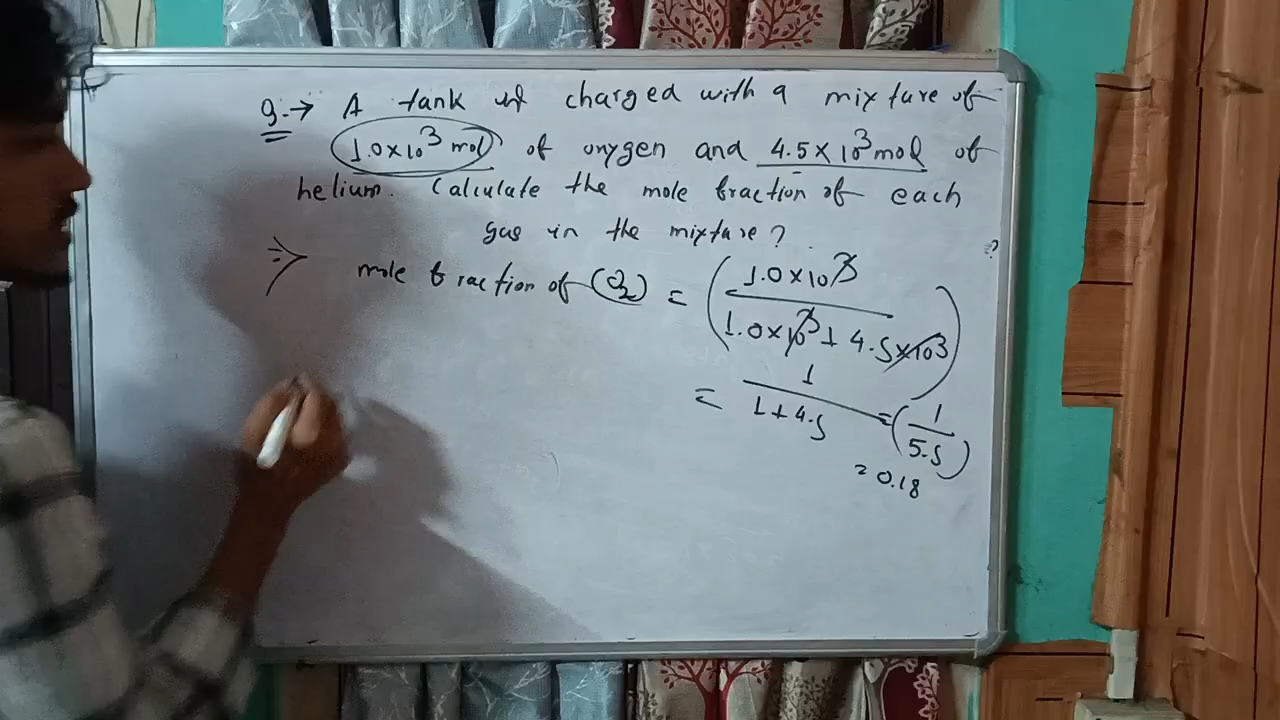 Q.→ A tank is charged with a mixture of
1.0×10³ mol of oxygen and 4.5×10³ mol of
helium. Calculate the mole fraction of each
gas in the mixture?
mole fraction of (O₂) = (1.0×10³
1.0×10³+4.5×10³)
= 1
1+4.5
=(1
5.5)
= 0.18
?